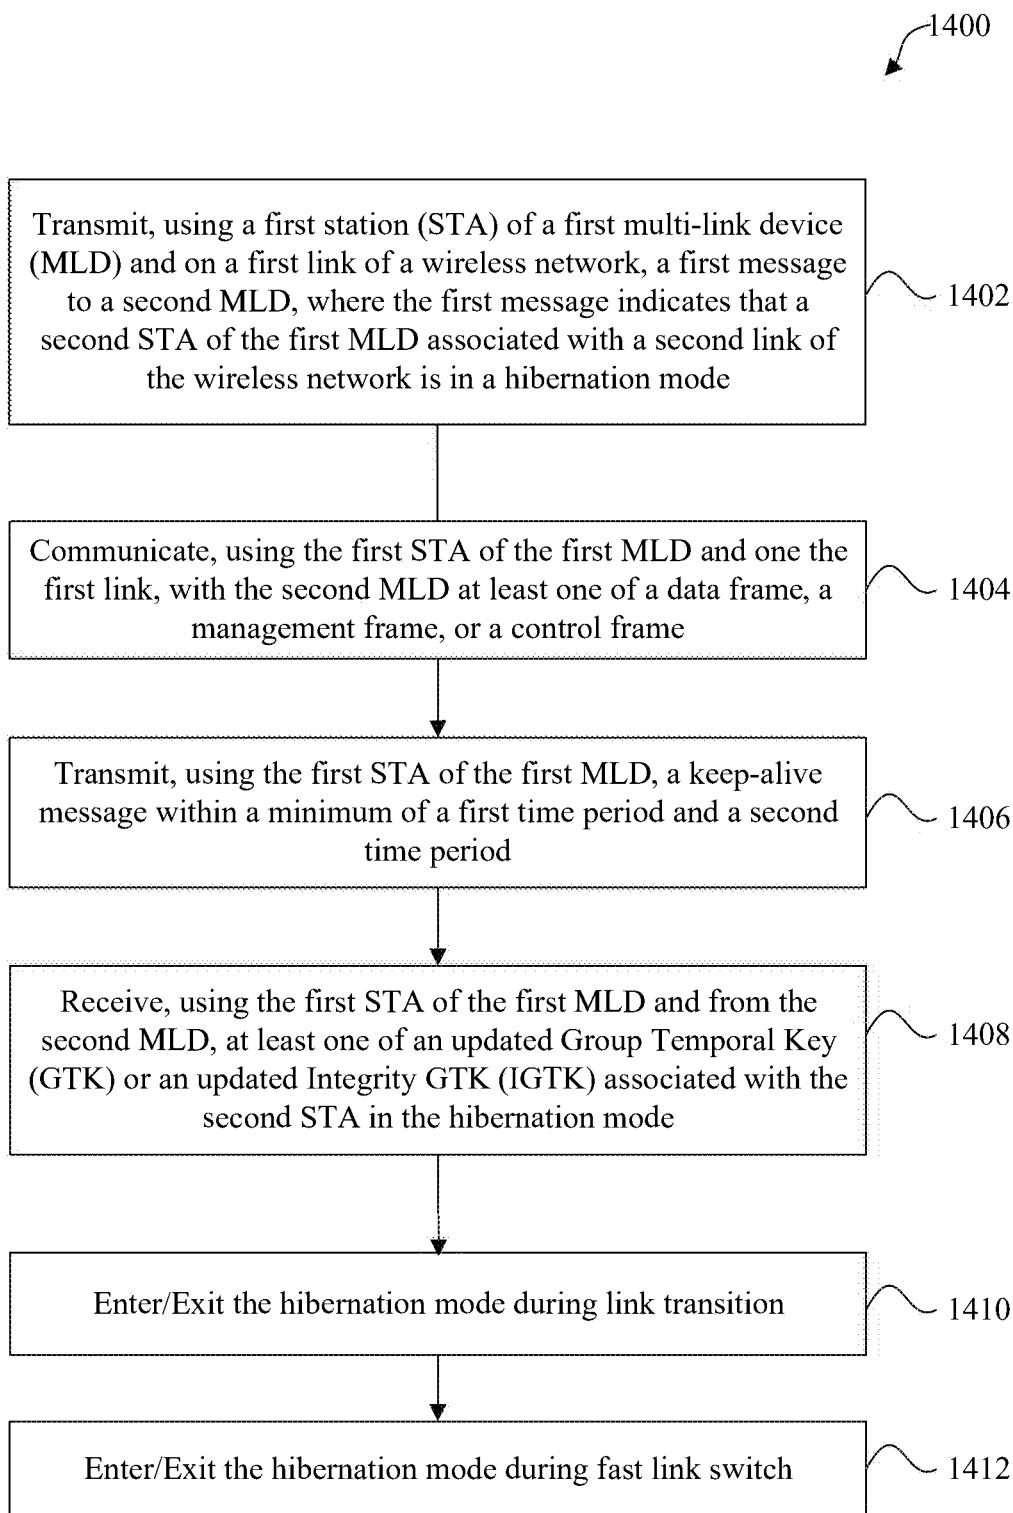 1400
Transmit, using a first station (STA) of a first multi-link device
(MLD) and on a first link of a wireless network, a first message
to a second MLD, where the first message indicates that a
second STA of the first MLD associated with a second link of
the wireless network is in a hibernation mode
1402
Communicate, using the first STA of the first MLD and one the
first link, with the second MLD at least one of a data frame, a
management frame, or a control frame
1404
Transmit, using the first STA of the first MLD, a keep-alive
message within a minimum of a first time period and a second
time period
1406
Receive, using the first STA of the first MLD and from the
second MLD, at least one of an updated Group Temporal Key
(GTK) or an updated Integrity GTK (IGTK) associated with the
second STA in the hibernation mode
1408
Enter/Exit the hibernation mode during link transition
1410
Enter/Exit the hibernation mode during fast link switch
1412